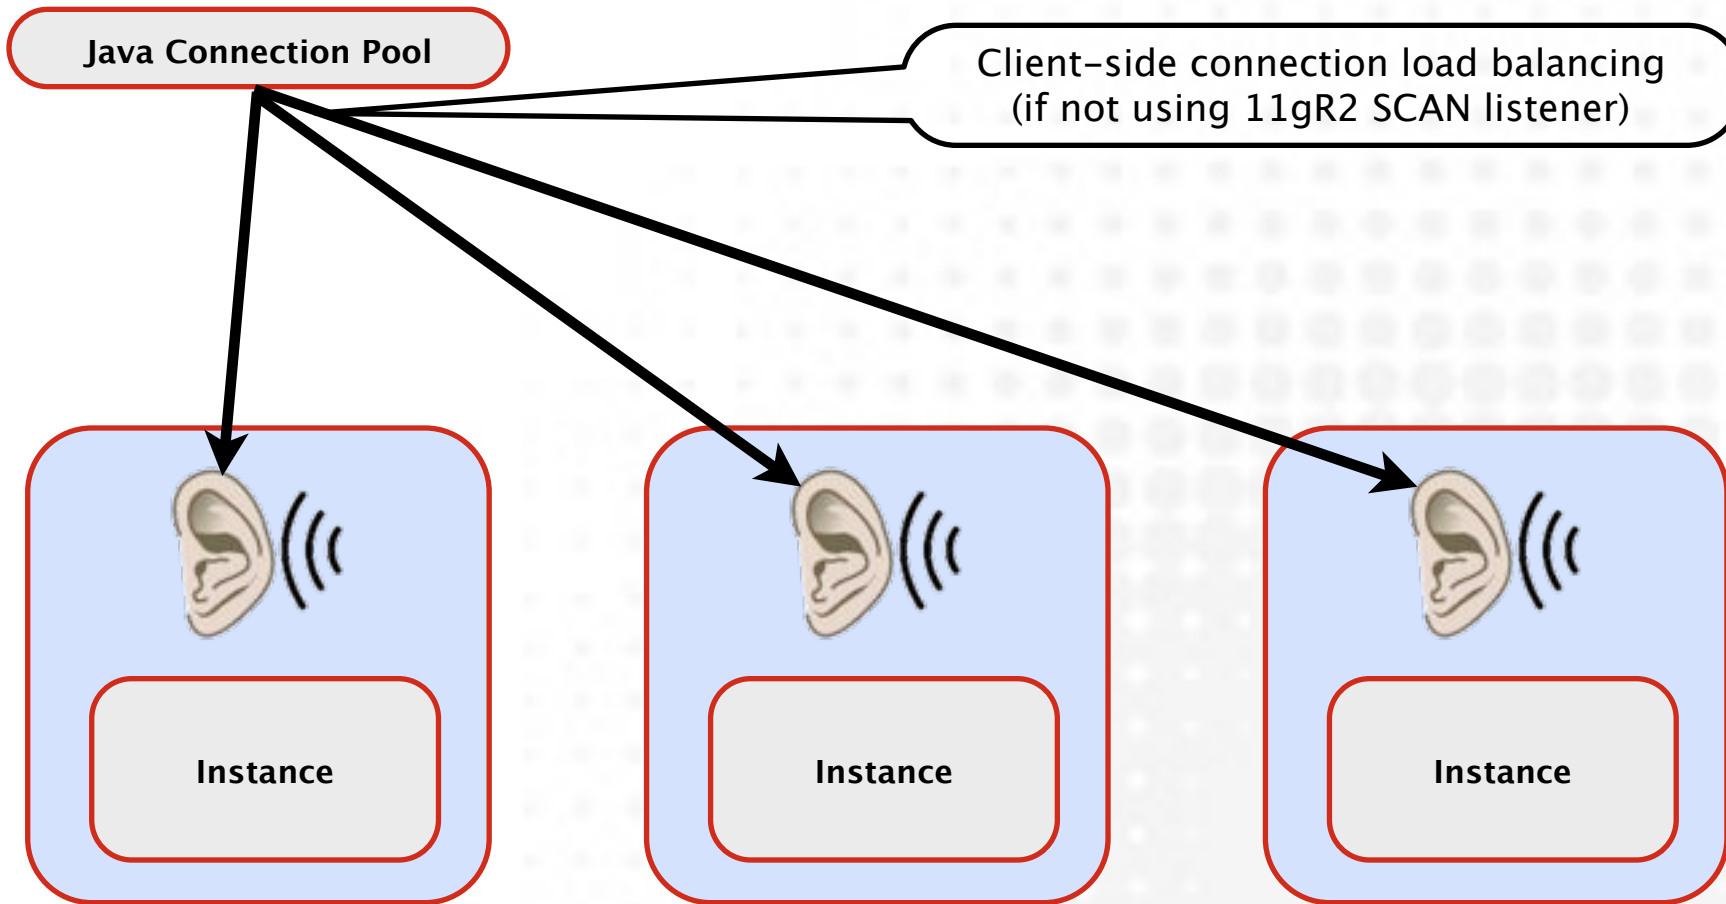 Java Connection Pool
Client-side connection load balancing
(if not using 11gR2 SCAN listener)
Instance
Instance
Instance